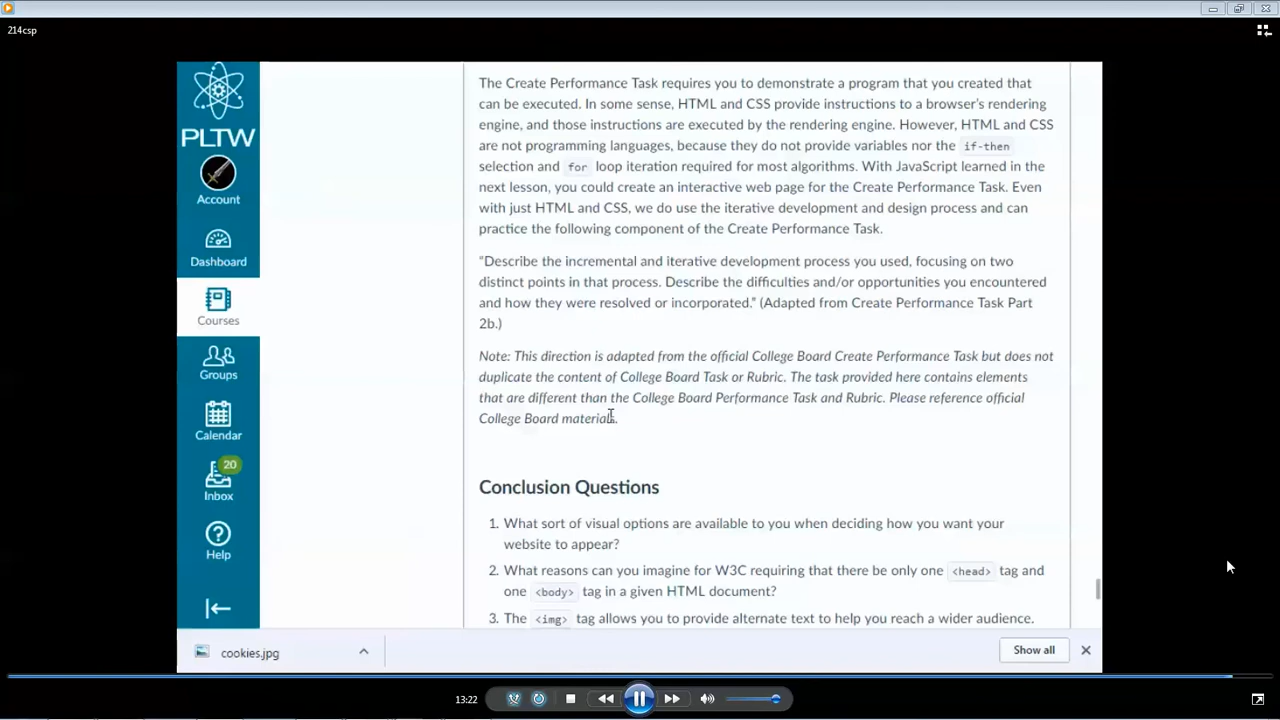 214csp
The Create Performance Task requires you to demonstrate a program that you created that
can be executed. In some sense, HTML and CSS provide instructions to a browser's rendering
engine, and those instructions are executed by the rendering engine. However, HTML and CSS
are not programming languages, because they do not provide variables nor the if-then
selection and for loop iteration required for most algorithms. With JavaScript learned in the
next lesson, you could create an interactive web page for the Create Performance Task. Even
with just HTML and CSS, we do use the iterative development and design process and can
practice the following component of the Create Performance Task.
"Describe the incremental and iterative development process you used, focusing on two
distinct points in that process. Describe the difficulties and/or opportunities you encountered
and how they were resolved or incorporated." (Adapted from Create Performance Task Part
2b.)
Note: This direction is adapted from the official College Board Create Performance Task but does not
duplicate the content of College Board Task or Rubric. The task provided here contains elements
that are different than the College Board Performance Task and Rubric. Please reference official
College Board materials.
Conclusion Questions
1. What sort of visual options are available to you when deciding how you want your
website to appear?
2. What reasons can you imagine for W3C requiring that there be only one <head> tag and
one <body> tag in a given HTML document?
3. The <img> tag allows you to provide alternate text to help you reach a wider audience.
PLTW
Account
Dashboard
Courses
Groups
Calendar
20
Inbox
Help
cookies.jpg
Show all
13:22